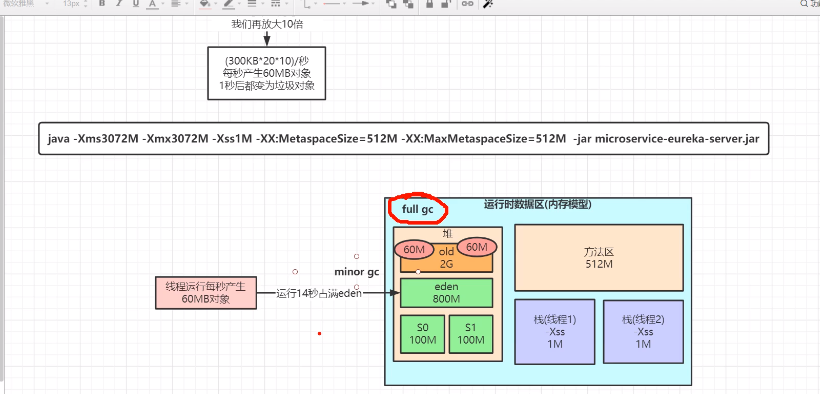 13px
B I U A
我们再放大10倍
(300KB*20*10)/秒
每秒产生60MB对象
1秒后都变为垃圾对象
java -Xms3072M -Xmx3072M -Xss1M -XX:MetaspaceSize=512M -XX:MaxMetaspaceSize=512M -jar microservice-eureka-server.jar
full gc
运行时数据区(内存模型)
堆
60M
60M
old
2G
方法区
512M
minor gc
线程运行每秒产生
60MB对象
运行14秒占满eden
eden
800M
S0
100M
S1
100M
栈(线程1)
Xss
1M
栈(线程2)
Xss
1M